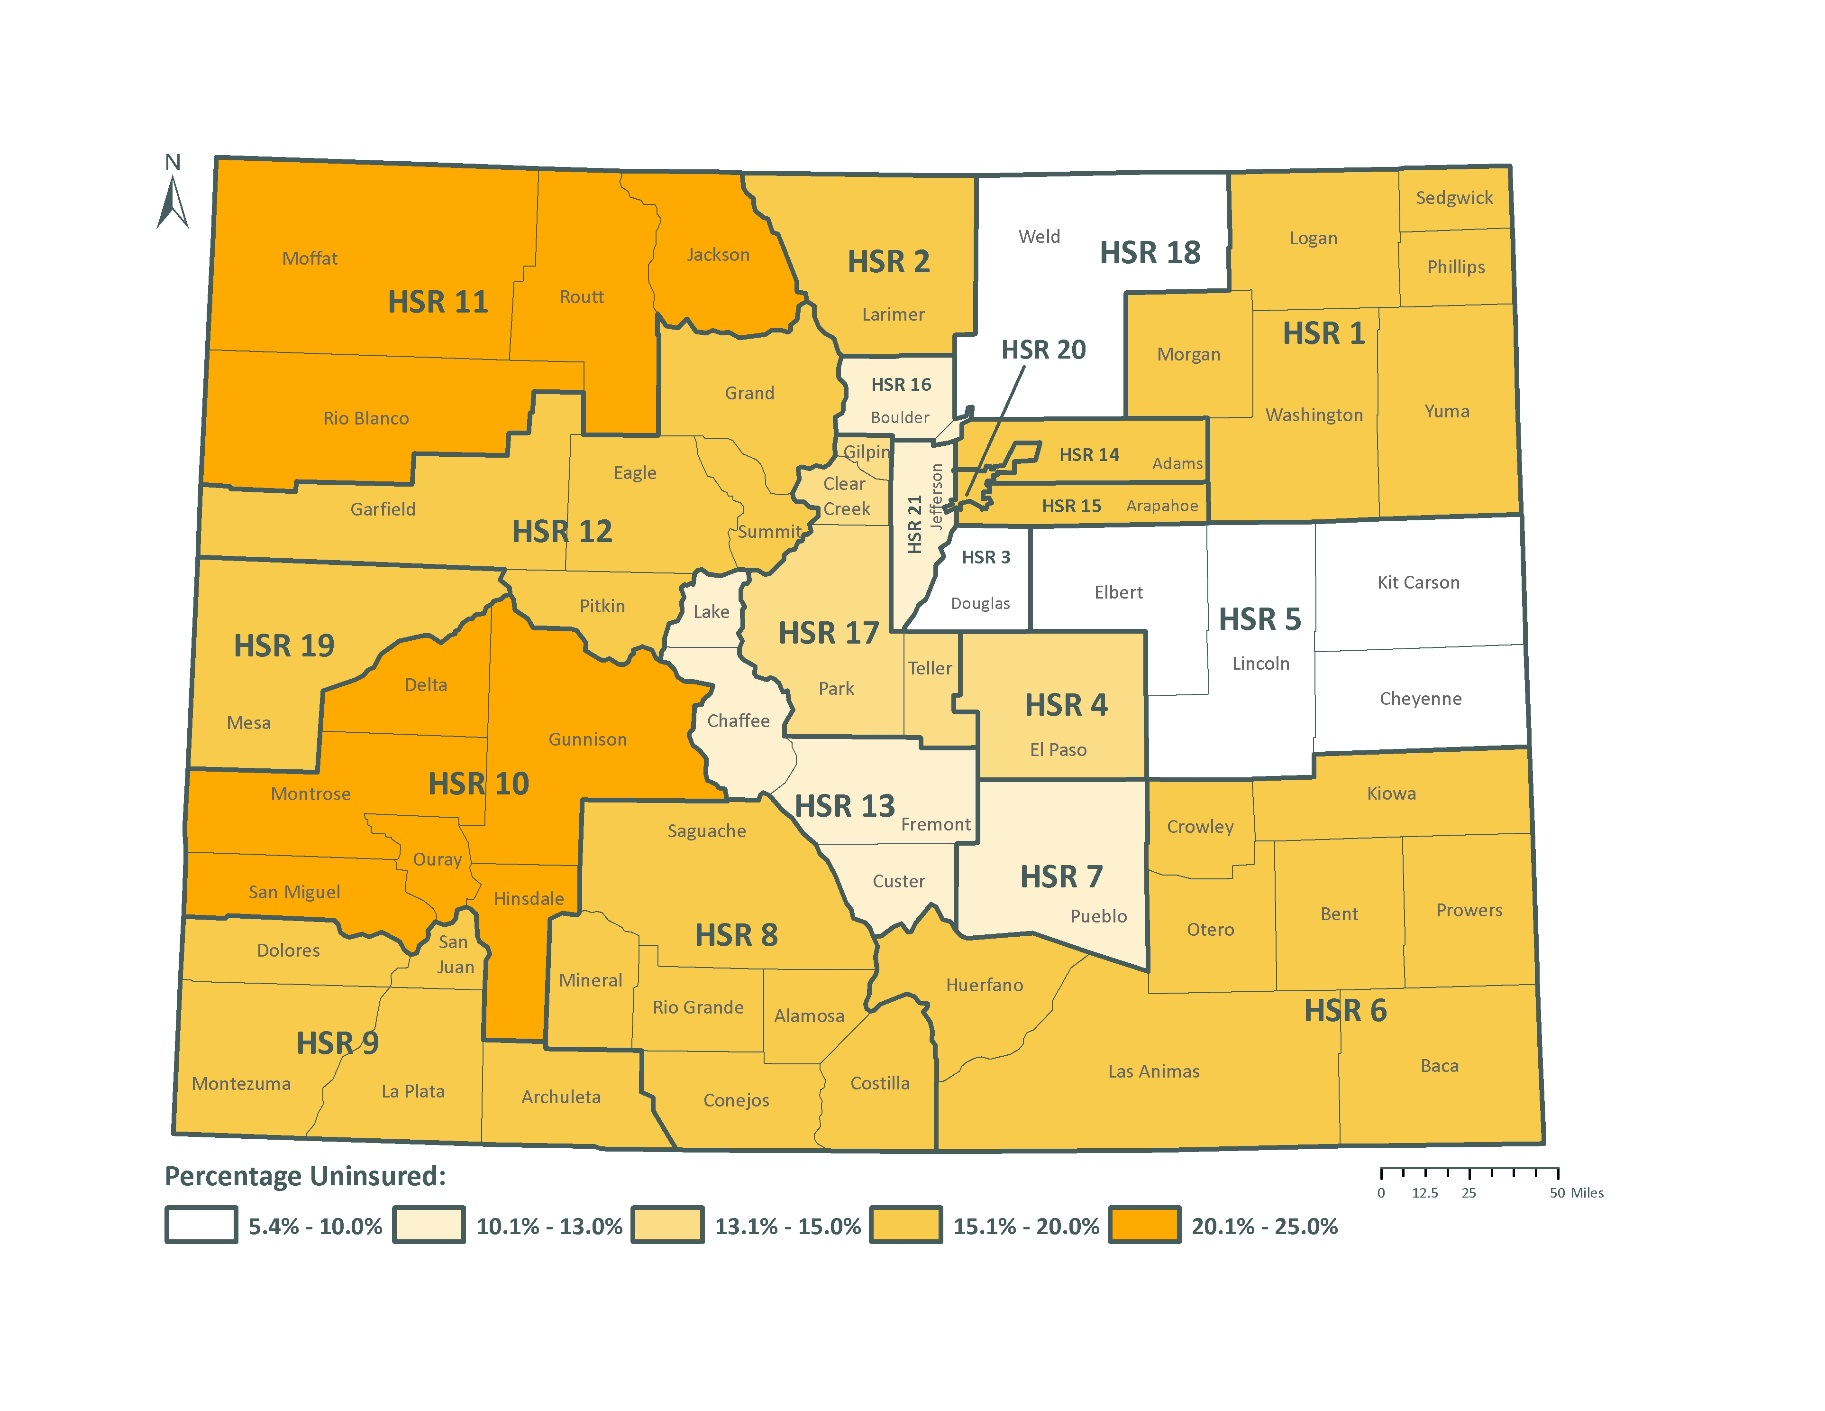 N
Sedgwick
Weld
Logan
HSR 18
Jackson
Moffat
HSR 2
Phillips
HSR 11
Routt
Larimer
HSR 1
HSR 20
Morgan
HSR 16
Grand
Yuma
Rio Blanco
Boulder
Washington
Gilpin
HSR 14
Adams
Eagle
Clear
Creek
HSR 21
Jefferson
Garfield
HSR 15
Arapahoe
HSR 12
Summit
HSR 3
Kit Carson
Elbert
Pitkin
Lake
Douglas
HSR 5
HSR 17
HSR 19
Lincoln
Teller
Delta
Park
Cheyenne
HSR 4
Mesa
Chaffee
Gunnison
El Paso
HSR 10
Montrose
HSR 13
Kiowa
Fremont
Crowley
Saguache
Ouray
HSR 7
Custer
San Miguel
Hinsdale
Pueblo
Bent
Prowers
Otero
HSR 8
San
Juan
Dolores
Mineral
Huerfano
Rio Grande
Alamosa
HSR 6
HSR 9
Baca
Las Animas
Montezuma
La Plata
Archuleta
Conejos
Costilla
Percentage Uninsured:
5.4% - 10.0%
10.1% - 13.0%
13.1% - 15.0%
15.1% - 20.0%
20.1% - 25.0%
0 12.5 25 50 Miles